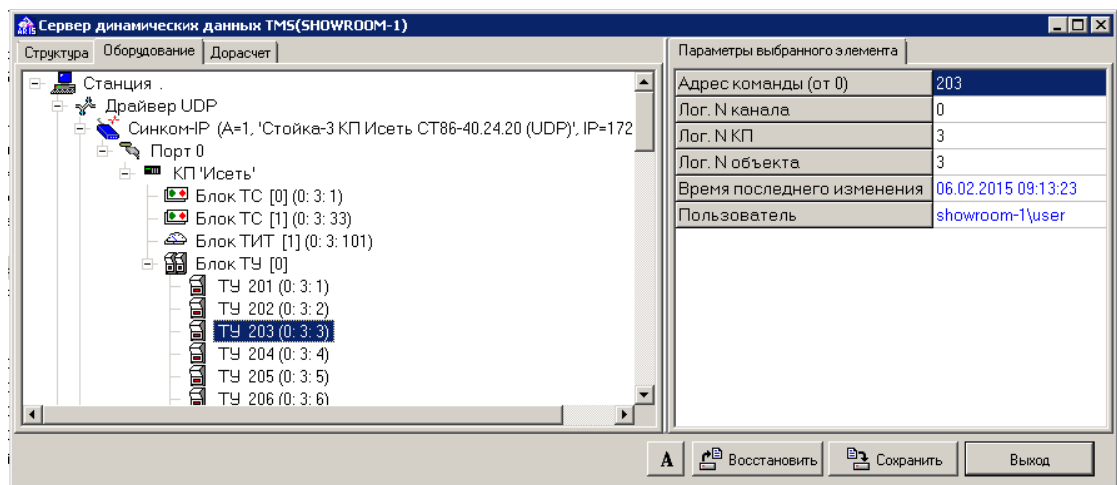 Сервер динамических данных TMS(SHOWROOM-1)
Структура Оборудование Дорасчет
Станция .
Драйвер UDP
Синком-IP (A=1, 'Стойка-3 КП Исеть СТ86-40.24.20 (UDP)', IP=172
Порт 0
КП 'Исеть'
Блок ТС [0] (0: 3: 1)
Блок ТС [1] (0: 3: 33)
Блок ТИТ [1] (0: 3: 101)
Блок ТУ [0]
ТУ 201 (0: 3: 1)
ТУ 202 (0: 3: 2)
ТУ 203 (0: 3: 3)
ТУ 204 (0: 3: 4)
ТУ 205 (0: 3: 5)
ТУ 206 (0: 3: 6)
Параметры выбранного элемента
Адрес команды (от 0) 203
Лог. N канала 0
Лог. N КП 3
Лог. N объекта 3
Время последнего изменения 06.02.2015 09:13:23
Пользователь showroom-1\user
A Восстановить Сохранить Выход